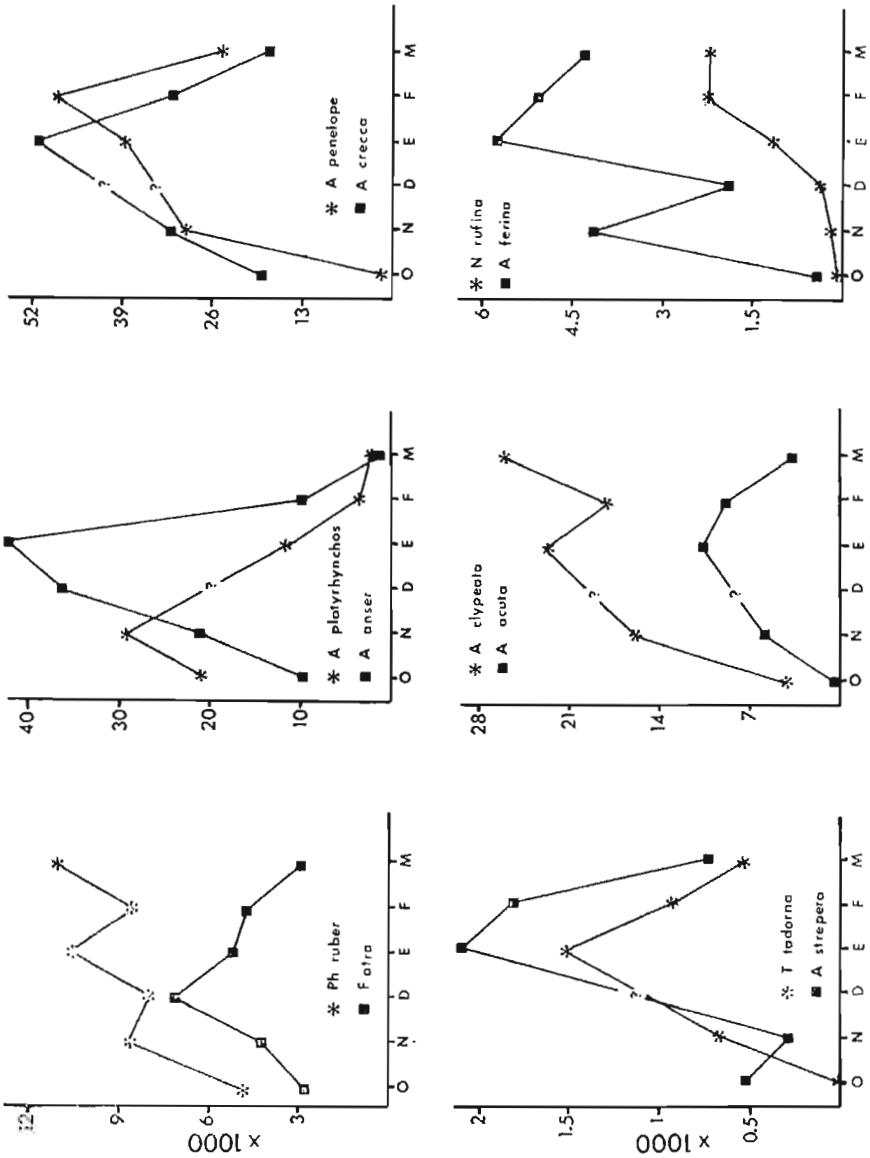 x 1000
12
9
6
3
Ph ruber
F atra
O N D E F M
40
30
20
10
?
A platyrhynchos
A anser
O N D E F M
52
39
26
13
?
?
A penelope
A crecca
O N D E F M
x 1000
2
1.5
1
0.5
?
T tadorna
A strepera
O N D E F M
28
21
14
7
?
?
A clypeata
A acuta
O N D E F M
6
4.5
3
1.5
N rufina
A ferina
O N D E F M